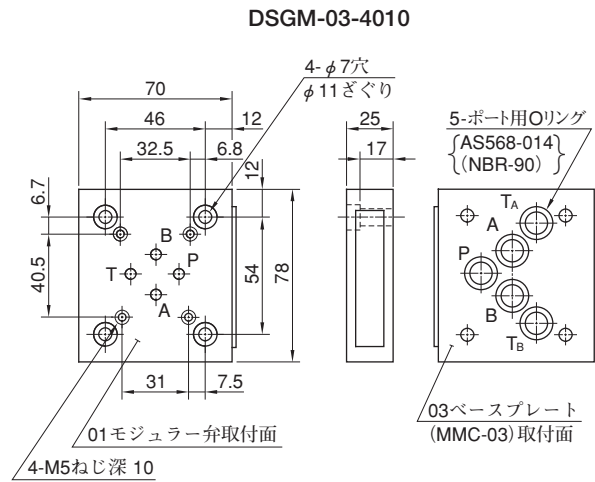 DSGM-03-4010
4-φ7穴
φ11ざぐり
70
46
12
32.5
6.8
12
6.7
40.5
54
78
B
T
P
A
31
7.5
01モジュラー弁取付面
4-M5ねじ深 10
25
17
5-ポート用Oリング
AS568-014
(NBR-90)
TA
A
P
B
TB
03ベースプレート
(MMC-03)取付面